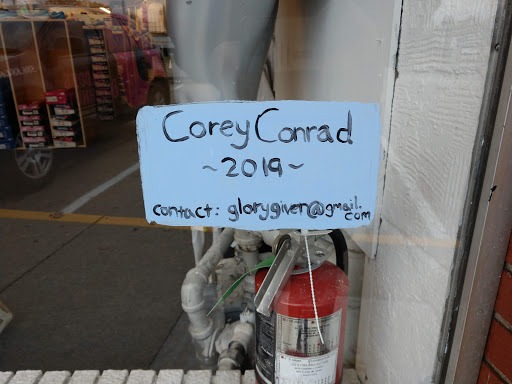 Corey Conrad
~2019~
contact: glorygiver@gmail.
com